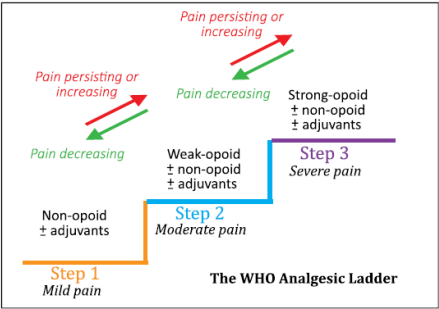 Pain persisting or
increasing
Pain decreasing
Pain persisting or
increasing
Pain decreasing
Strong-opoid
± non-opoid
± adjuvants
Step 3
Severe pain
Weak-opoid
± non-opoid
± adjuvants
Step 2
Moderate pain
Non-opoid
± adjuvants
Step 1
Mild pain
The WHO Analgesic Ladder